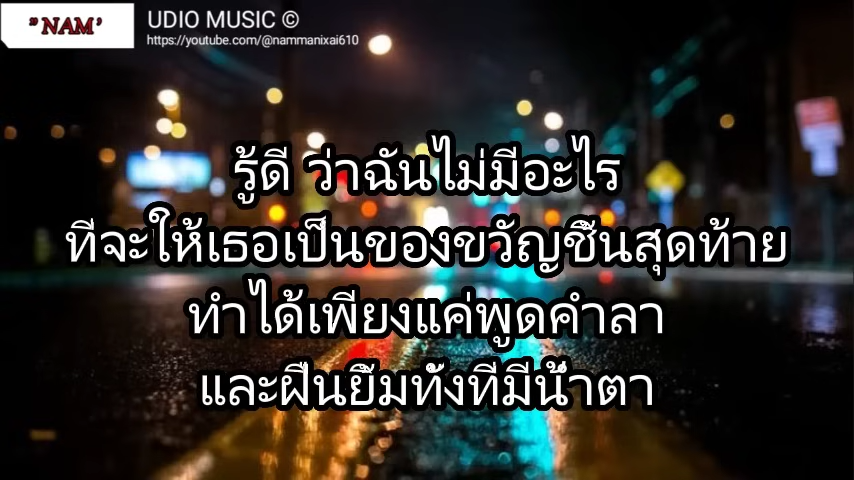 "NAM'
UDIO MUSIC ©
https://youtube.com/@nammanixai610
รู้ดี ว่าฉันไม่มีอะไร
ที่จะให้เธอเป็นของขวัญชิ้นสุดท้าย
ทำได้เพียงแค่พูดคำลา
และฝืนยิ้มทั้งที่มีน้ำตา